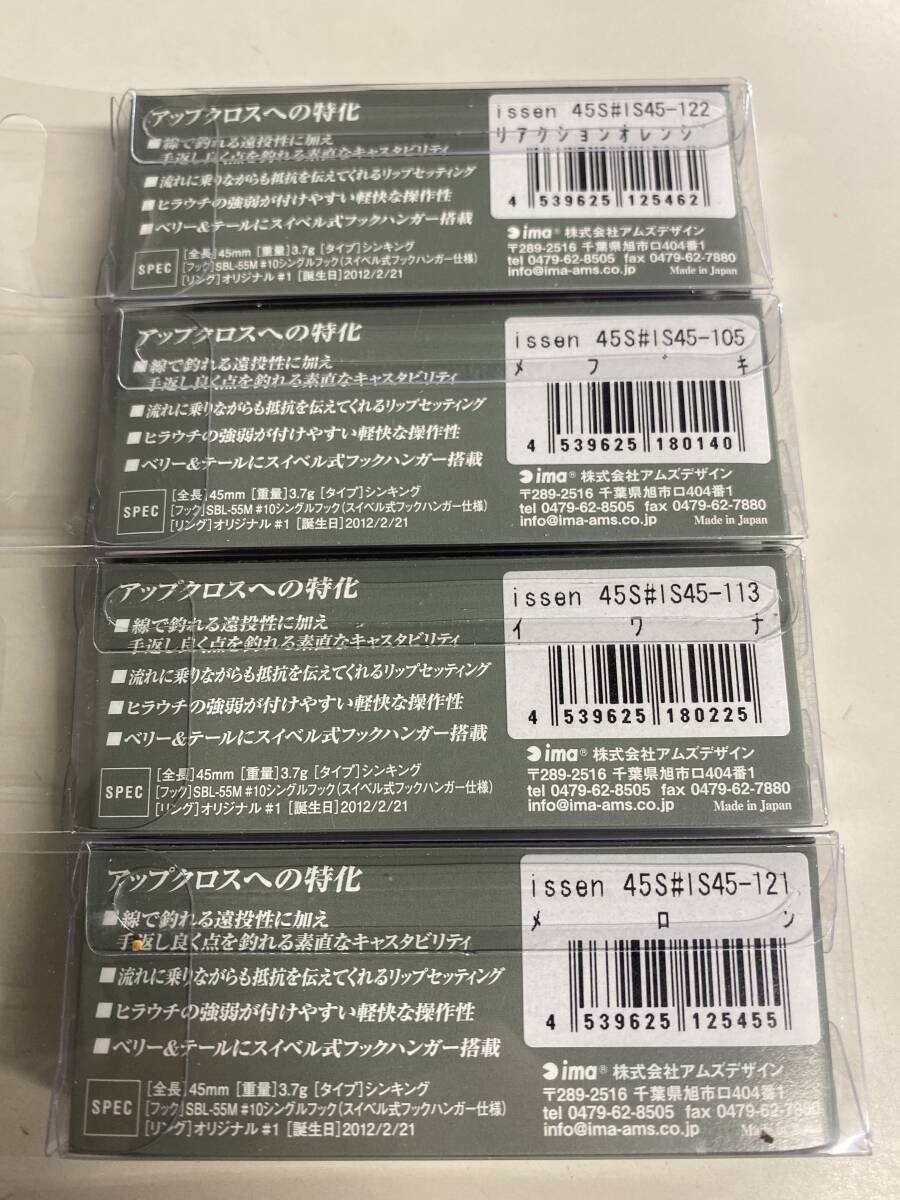 アップクロスへの特化
■線で釣れる遠投性に加え
手返し良く点を釣れる素直なキャスタビリティ
■流れに乗りながらも抵抗を伝えてくれるリップセッティング
■ヒラウチの強弱が付けやすい軽快な操作性
■ベリー&テールにスイベル式フックハンガー搭載
SPEC
[全長]45mm [重量]3.7g [タイプ]シンキング
[フック]SBL-55M #10シングルフック(スイベル式フックハンガー仕様)
[リング]オリジナル#1 [誕生日]2012/2/21
issen 45S#IS45-122
リアクションオレンジ
4 539625 125462
ima® 株式会社アムズデザイン
〒289-2516 千葉県旭市ロ404番1
tel 0479-62-8505 fax 0479-62-7880
info@ima-ams.co.jp Made in Japan
アップクロスへの特化
■線で釣れる遠投性に加え
手返し良く点を釣れる素直なキャスタビリティ
■流れに乗りながらも抵抗を伝えてくれるリップセッティング
■ヒラウチの強弱が付けやすい軽快な操作性
■ベリー&テールにスイベル式フックハンガー搭載
SPEC
[全長]45mm [重量]3.7g [タイプ]シンキング
[フック]SBL-55M #10シングルフック(スイベル式フックハンガー仕様)
[リング]オリジナル#1 [誕生日]2012/2/21
issen 45S#IS45-105
メフバキ
4 539625 180140
ima® 株式会社アムズデザイン
〒289-2516 千葉県旭市ロ404番1
tel 0479-62-8505 fax 0479-62-7880
info@ima-ams.co.jp Made in Japan
アップクロスへの特化
■線で釣れる遠投性に加え
手返し良く点を釣れる素直なキャスタビリティ
■流れに乗りながらも抵抗を伝えてくれるリップセッティング
■ヒラウチの強弱が付けやすい軽快な操作性
■ベリー&テールにスイベル式フックハンガー搭載
SPEC
[全長]45mm [重量]3.7g [タイプ]シンキング
[フック]SBL-55M #10シングルフック(スイベル式フックハンガー仕様)
[リング]オリジナル#1 [誕生日]2012/2/21
issen 45S#IS45-113
イワナ
4 539625 180225
ima® 株式会社アムズデザイン
〒289-2516 千葉県旭市ロ404番1
tel 0479-62-8505 fax 0479-62-7880
info@ima-ams.co.jp Made in Japan
アップクロスへの特化
■線で釣れる遠投性に加え
手返し良く点を釣れる素直なキャスタビリティ
■流れに乗りながらも抵抗を伝えてくれるリップセッティング
■ヒラウチの強弱が付けやすい軽快な操作性
■ベリー&テールにスイベル式フックハンガー搭載
SPEC
[全長]45mm [重量]3.7g [タイプ]シンキング
[フック]SBL-55M #10シングルフック(スイベル式フックハンガー仕様)
[リング]オリジナル#1 [誕生日]2012/2/21
issen 45S#IS45-121
メロン
4 539625 125455
ima® 株式会社アムズデザイン
〒289-2516 千葉県旭市ロ404番1
tel 0479-62-8505 fax 0479-62-7880
info@ima-ams.co.jp Made in Japan